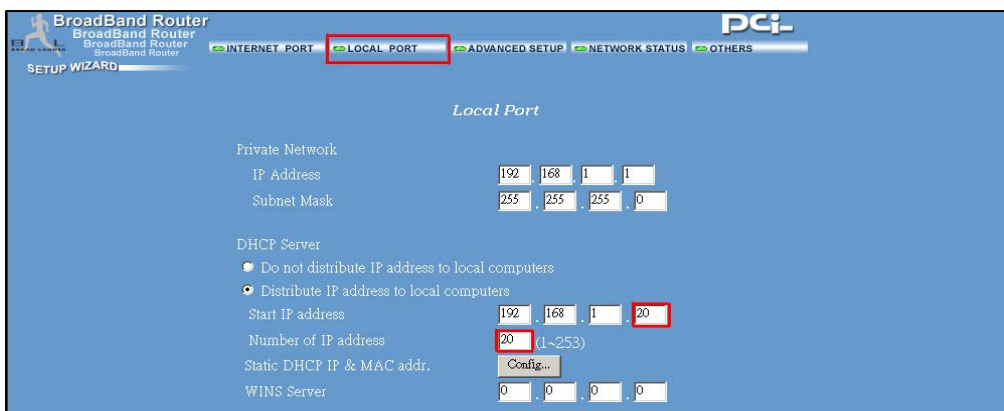 BroadBand Router
BroadBand Router
BroadBand Router
BroadBand Router
SETUP WIZARD
INTERNET PORT LOCAL PORT ADVANCED SETUP NETWORK STATUS OTHERS
PCi
Local Port
Private Network
IP Address 192 . 168 . 1 . 1
Subnet Mask 255 . 255 . 255 . 0
DHCP Server
Do not distribute IP address to local computers
Distribute IP address to local computers
Start IP address 192 . 168 . 1 . 20
Number of IP address 20 (1~253)
Static DHCP IP & MAC addr. Config...
WINS Server 0 . 0 . 0 . 0